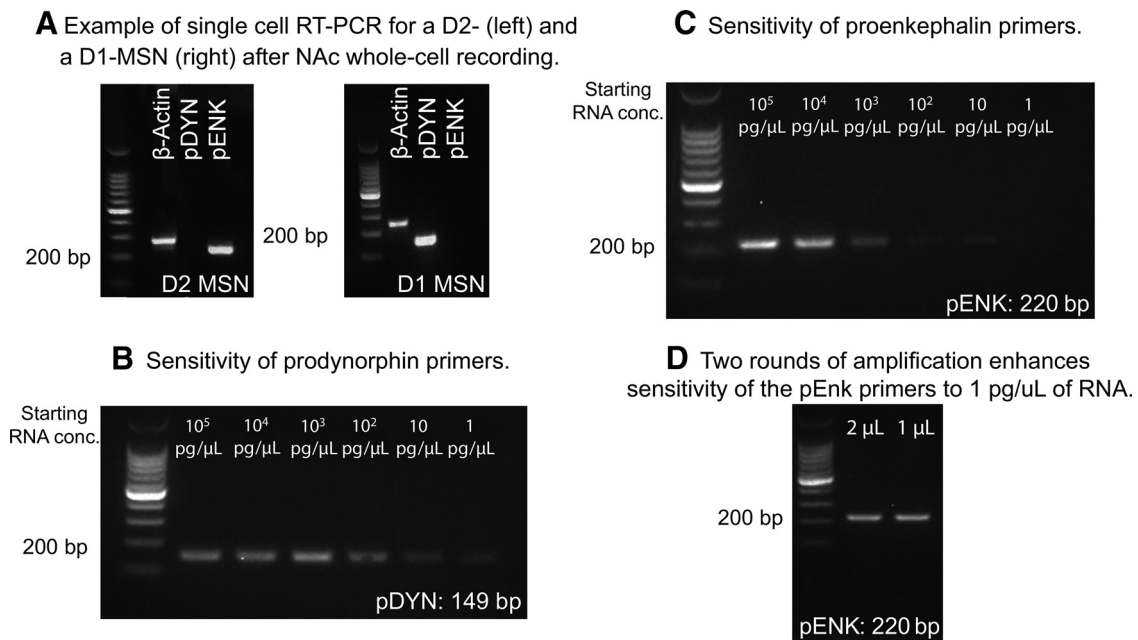 A Example of single cell RT-PCR for a D2- (left) and
a D1-MSN (right) after NAc whole-cell recording.
β-Actin
pDYN
pENK
200 bp
D2 MSN
β-Actin
pDYN
pENK
200 bp
D1 MSN
B Sensitivity of prodynorphin primers.
Starting
RNA conc.
10⁵ 10⁴ 10³ 10² 10 1
pg/μL pg/μL pg/μL pg/μL pg/μL pg/μL
200 bp
pDYN: 149 bp
C Sensitivity of proenkephalin primers.
Starting
RNA conc.
10⁵ 10⁴ 10³ 10² 10 1
pg/μL pg/μL pg/μL pg/μL pg/μL pg/μL
200 bp
pENK: 220 bp
D Two rounds of amplification enhances
sensitivity of the pEnk primers to 1 pg/uL of RNA.
2 μL 1 μL
200 bp
pENK: 220 bp